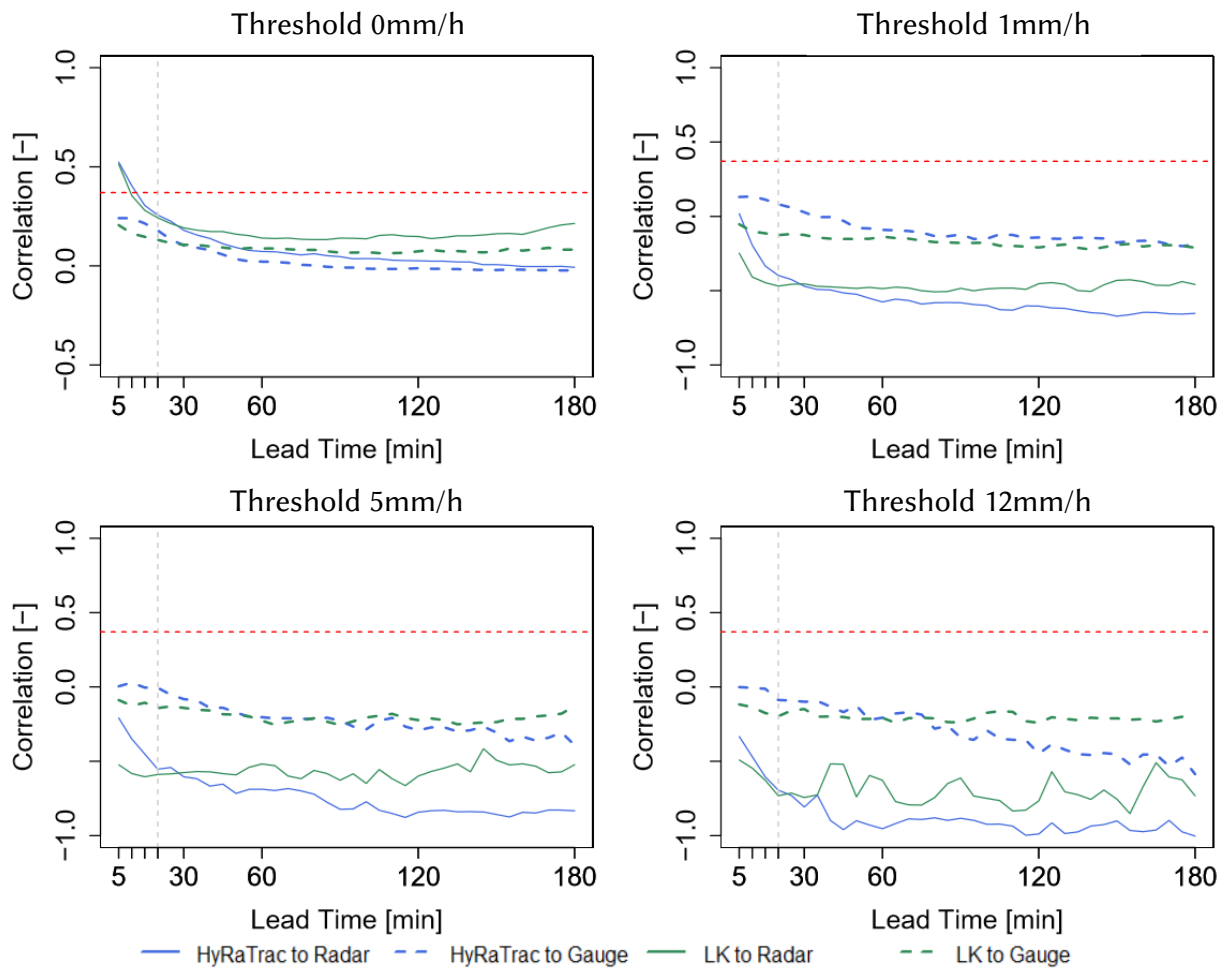 Threshold 0mm/h
Threshold 1mm/h
Correlation [−]
1.0
0.5
0.0
−0.5
5 30 60 120 180
Lead Time [min]
Correlation [−]
1.0
0.5
0.0
−1.0
5 30 60 120 180
Lead Time [min]
Threshold 5mm/h
Threshold 12mm/h
Correlation [−]
1.0
0.5
0.0
−1.0
5 30 60 120 180
Lead Time [min]
Correlation [−]
1.0
0.5
0.0
−1.0
5 30 60 120 180
Lead Time [min]
HyRaTrac to Radar HyRaTrac to Gauge LK to Radar LK to Gauge